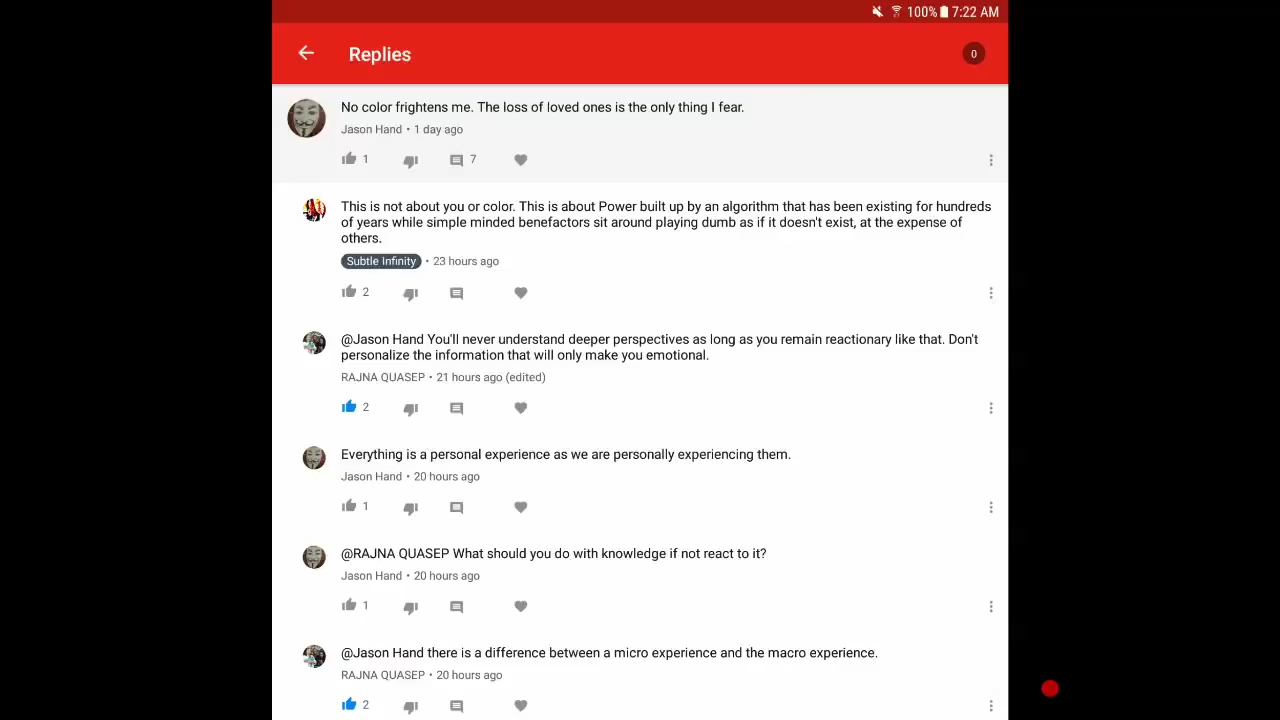 100% 7:22 AM
Replies
0
No color frightens me. The loss of loved ones is the only thing I fear.
Jason Hand • 1 day ago
1 7
This is not about you or color. This is about Power built up by an algorithm that has been existing for hundreds
of years while simple minded benefactors sit around playing dumb as if it doesn't exist, at the expense of
others.
Subtle Infinity • 23 hours ago
2
@Jason Hand You'll never understand deeper perspectives as long as you remain reactionary like that. Don't
personalize the information that will only make you emotional.
RAJNA QUASEP • 21 hours ago (edited)
2
Everything is a personal experience as we are personally experiencing them.
Jason Hand • 20 hours ago
1
@RAJNA QUASEP What should you do with knowledge if not react to it?
Jason Hand • 20 hours ago
1
@Jason Hand there is a difference between a micro experience and the macro experience.
RAJNA QUASEP • 20 hours ago
2